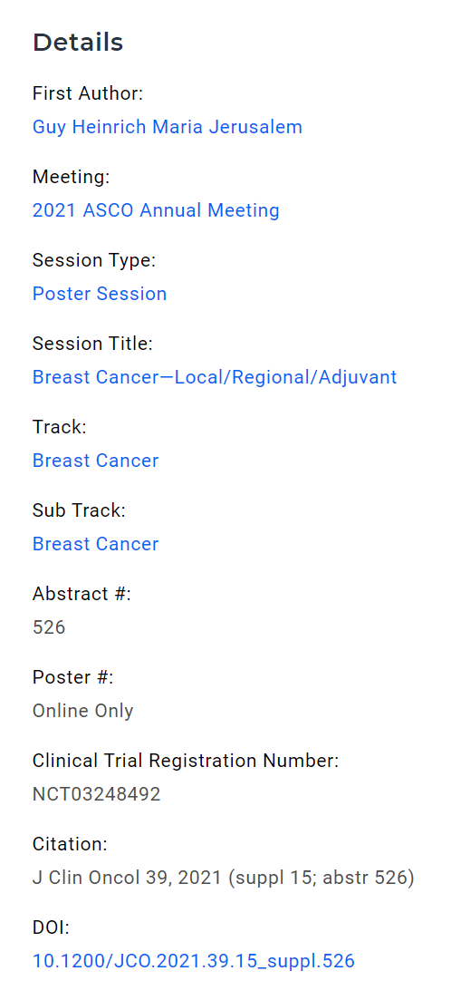 Details
First Author:
Guy Heinrich Maria Jerusalem
Meeting:
2021 ASCO Annual Meeting
Session Type:
Poster Session
Session Title:
Breast Cancer—Local/Regional/Adjuvant
Track:
Breast Cancer
Sub Track:
Breast Cancer
Abstract #:
526
Poster #:
Online Only
Clinical Trial Registration Number:
NCT03248492
Citation:
J Clin Oncol 39, 2021 (suppl 15; abstr 526)
DOI:
10.1200/JCO.2021.39.15_suppl.526